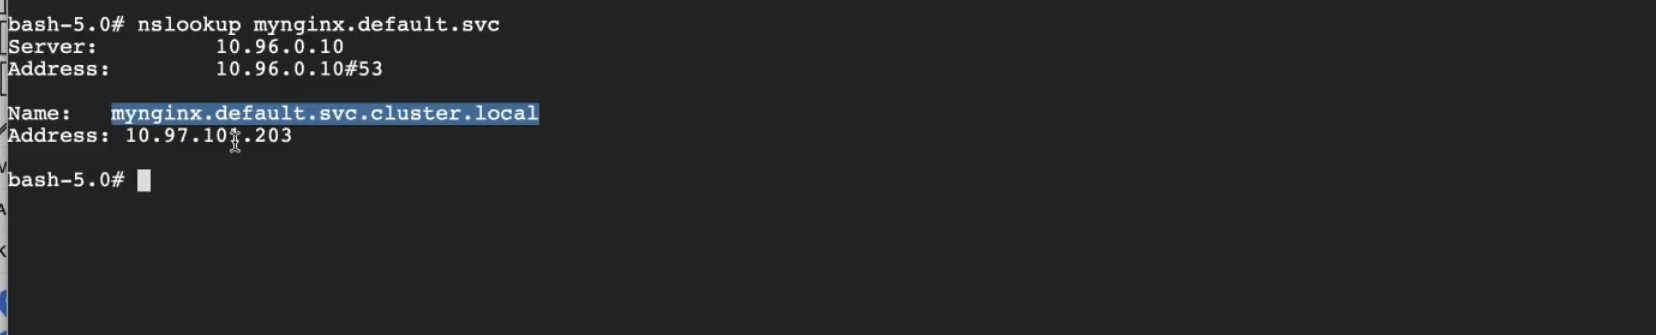 bash-5.0# nslookup mynginx.default.svc
Server: 10.96.0.10
Address: 10.96.0.10#53
Name: mynginx.default.svc.cluster.local
Address:
bash-5.0#